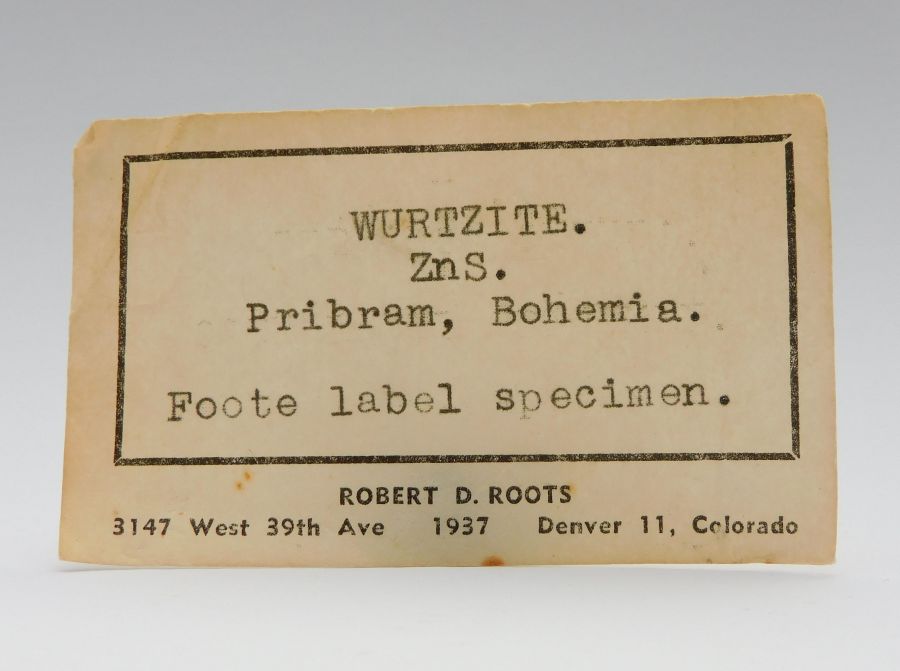 WURTZITE.
ZnS.
Pribram, Bohemia.
Foote label specimen.
ROBERT D. ROOTS
3147 West 39th Ave 1937 Denver 11, Colorado